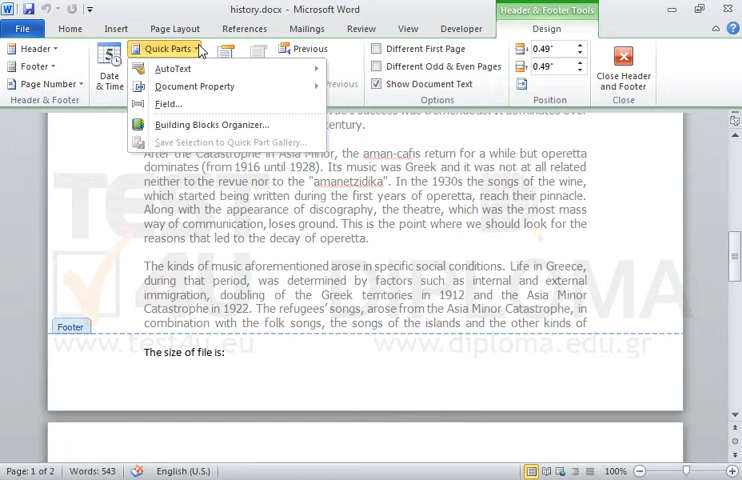 history.docx - Microsoft Word
Header & Footer Tools
File Home Insert Page Layout References Mailings Review View Developer Design
Header
Footer
Page Number
Header & Footer
Date & Time
Quick Parts
Previous
Different First Page
Different Odd & Even Pages
Show Document Text
Options
0.49"
0.49"
Position
Close Header and Footer
Close
AutoText
Document Property
Field...
Building Blocks Organizer...
Save Selection to Quick Part Gallery...
century.
After the Catastrophe in Asia Minor, the aman-cafis return for a while but operetta
dominates (from 1916 until 1928). Its music was Greek and it was not at all related
neither to the revue nor to the "amanetzidika". In the 1930s the songs of the wine,
which started being written during the first years of operetta, reach their pinnacle.
Along with the appearance of discography, the theatre, which was the most mass
way of communication, loses ground. This is the point where we should look for the
reasons that led to the decay of operetta.
The kinds of music aforementioned arose in specific social conditions. Life in Greece,
during that period, was determined by factors such as internal and external
immigration, doubling of the Greek territories in 1912 and the Asia Minor
Catastrophe in 1922. The refugees' songs, arose from the Asia Minor Catastrophe, in
combination with the folk songs, the songs of the islands and the other kinds of
Footer
The size of file is:
TEST4U DIPLOMA
www.test4u.eu www.diploma.edu.gr
Page: 1 of 2 Words: 543 English (U.S.) 100%